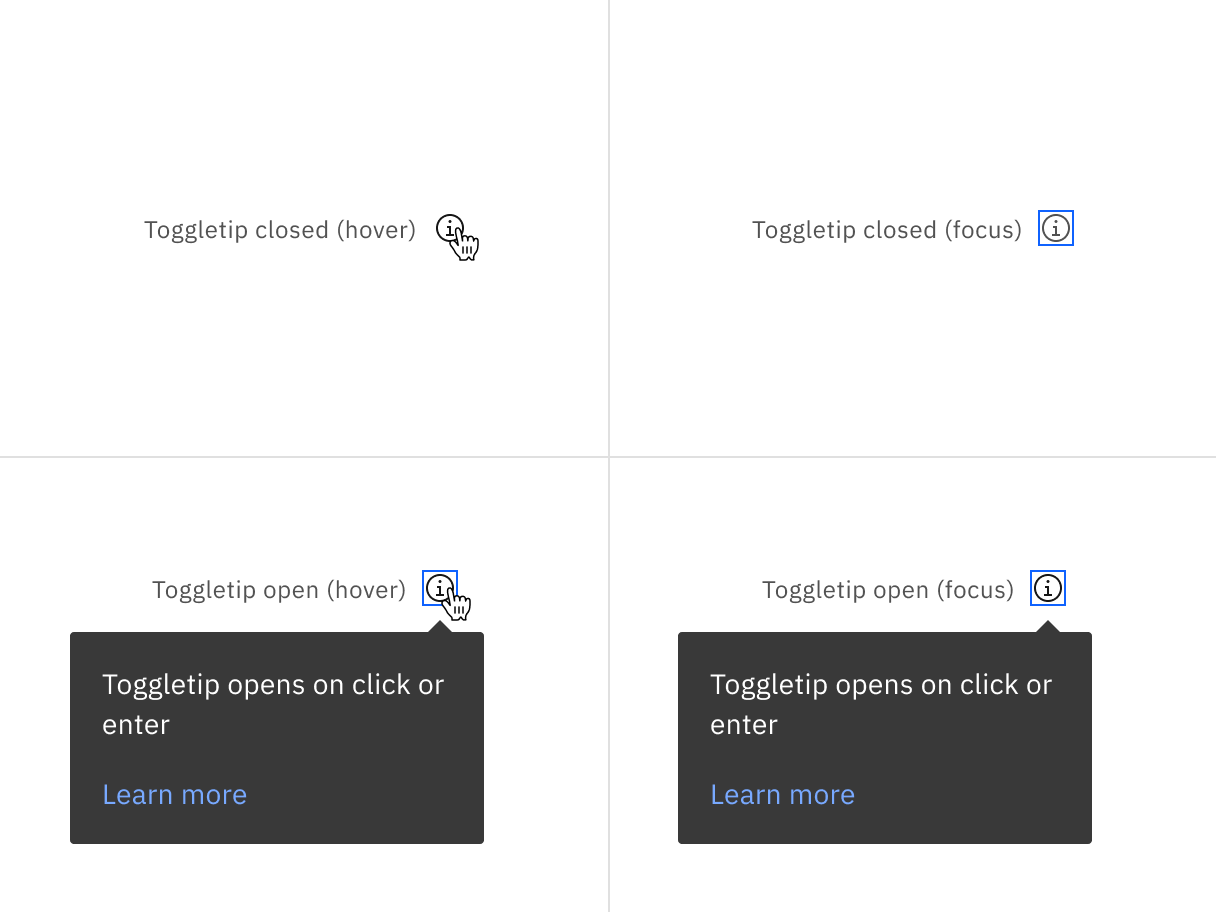 Toggletip closed (hover)
Toggletip closed (focus)
Toggletip open (hover)
Toggletip opens on click or
enter
Learn more
Toggletip open (focus)
Toggletip opens on click or
enter
Learn more